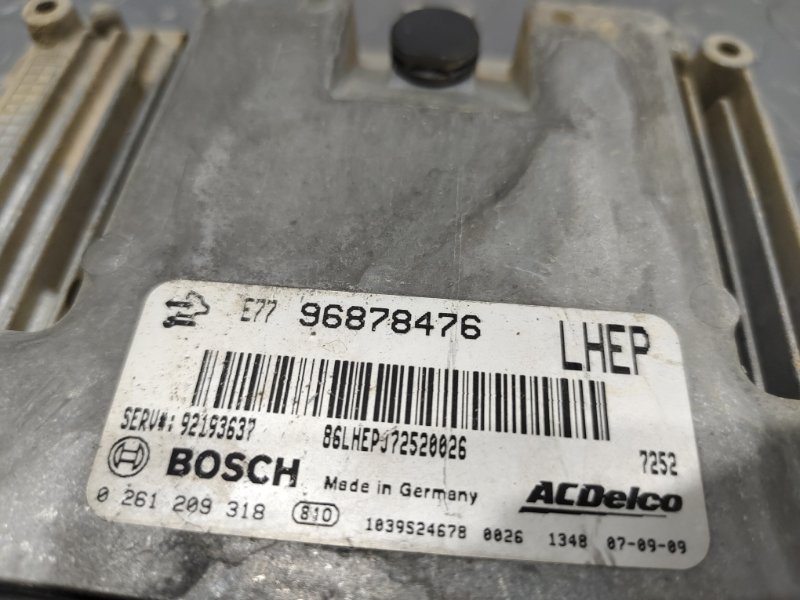 E77 96878476 LHEP
SERV#: 92193637 86LHEPJ72520026 7252
BOSCH Made in Germany ACDelco
0 261 209 318 810 1039S24678 0026 1348 07-09-09